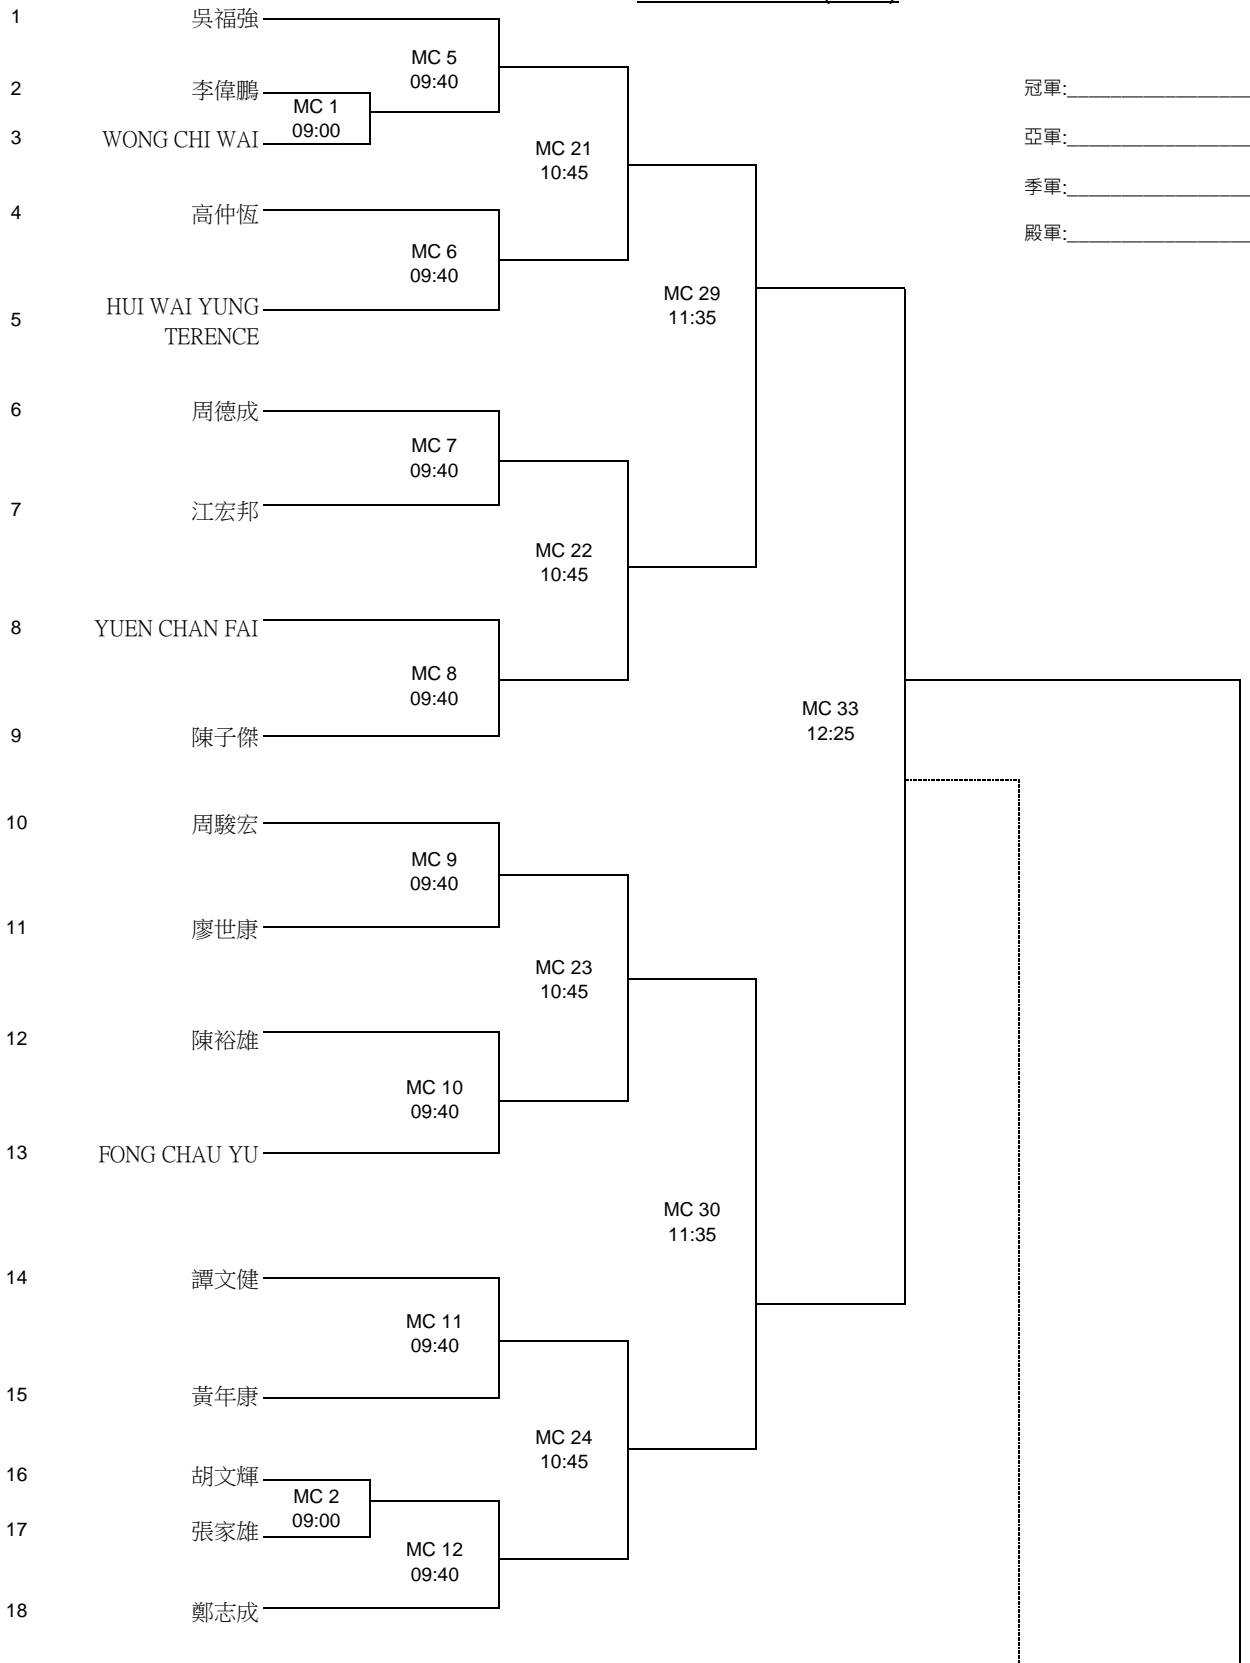 1 吳福強
MC 5
09:40
2 李偉鵬
冠軍:
MC 1
09:00
3 WONG CHI WAI
亞軍:
MC 21
10:45
季軍:
4 高仲恆
殿軍:
MC 6
09:40
MC 29
11:35
5 HUI WAI YUNG
TERENCE
6 周德成
MC 7
09:40
7 江宏邦
MC 22
10:45
8 YUEN CHAN FAI
MC 8
09:40
MC 33
12:25
9 陳子傑
10 周駿宏
MC 9
09:40
11 廖世康
MC 23
10:45
12 陳裕雄
MC 10
09:40
13 FONG CHAU YU
MC 30
11:35
14 譚文健
MC 11
09:40
15 黃年康
MC 24
10:45
16 胡文輝
MC 2
09:00
17 張家雄
MC 12
09:40
18 鄭志成